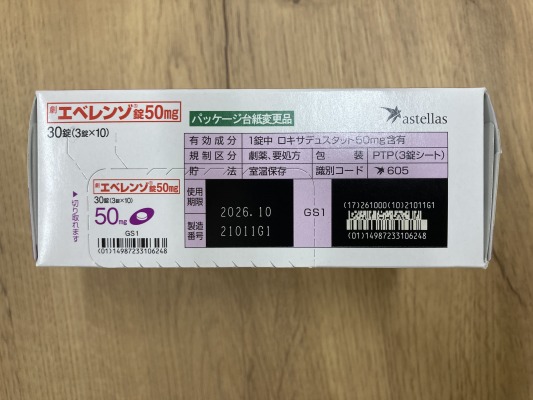 劇 エベレンゾ®錠50mg
30錠(3錠×10)
パッケージ台紙変更品
astellas
有効成分 1錠中 ロキサデュスタット50mg含有
規制区分 劇薬、要処方 包装 PTP(3錠シート)
貯法 室温保存 識別コード 605
▶切り取れます
劇 エベレンゾ錠50mg
30錠(3錠×10)
50mg
GS1
(01)14987233106248
使用期限 2026.10
製造番号 21011G1
GS1
(17)261000(10)21011G1
(01)14987233106248